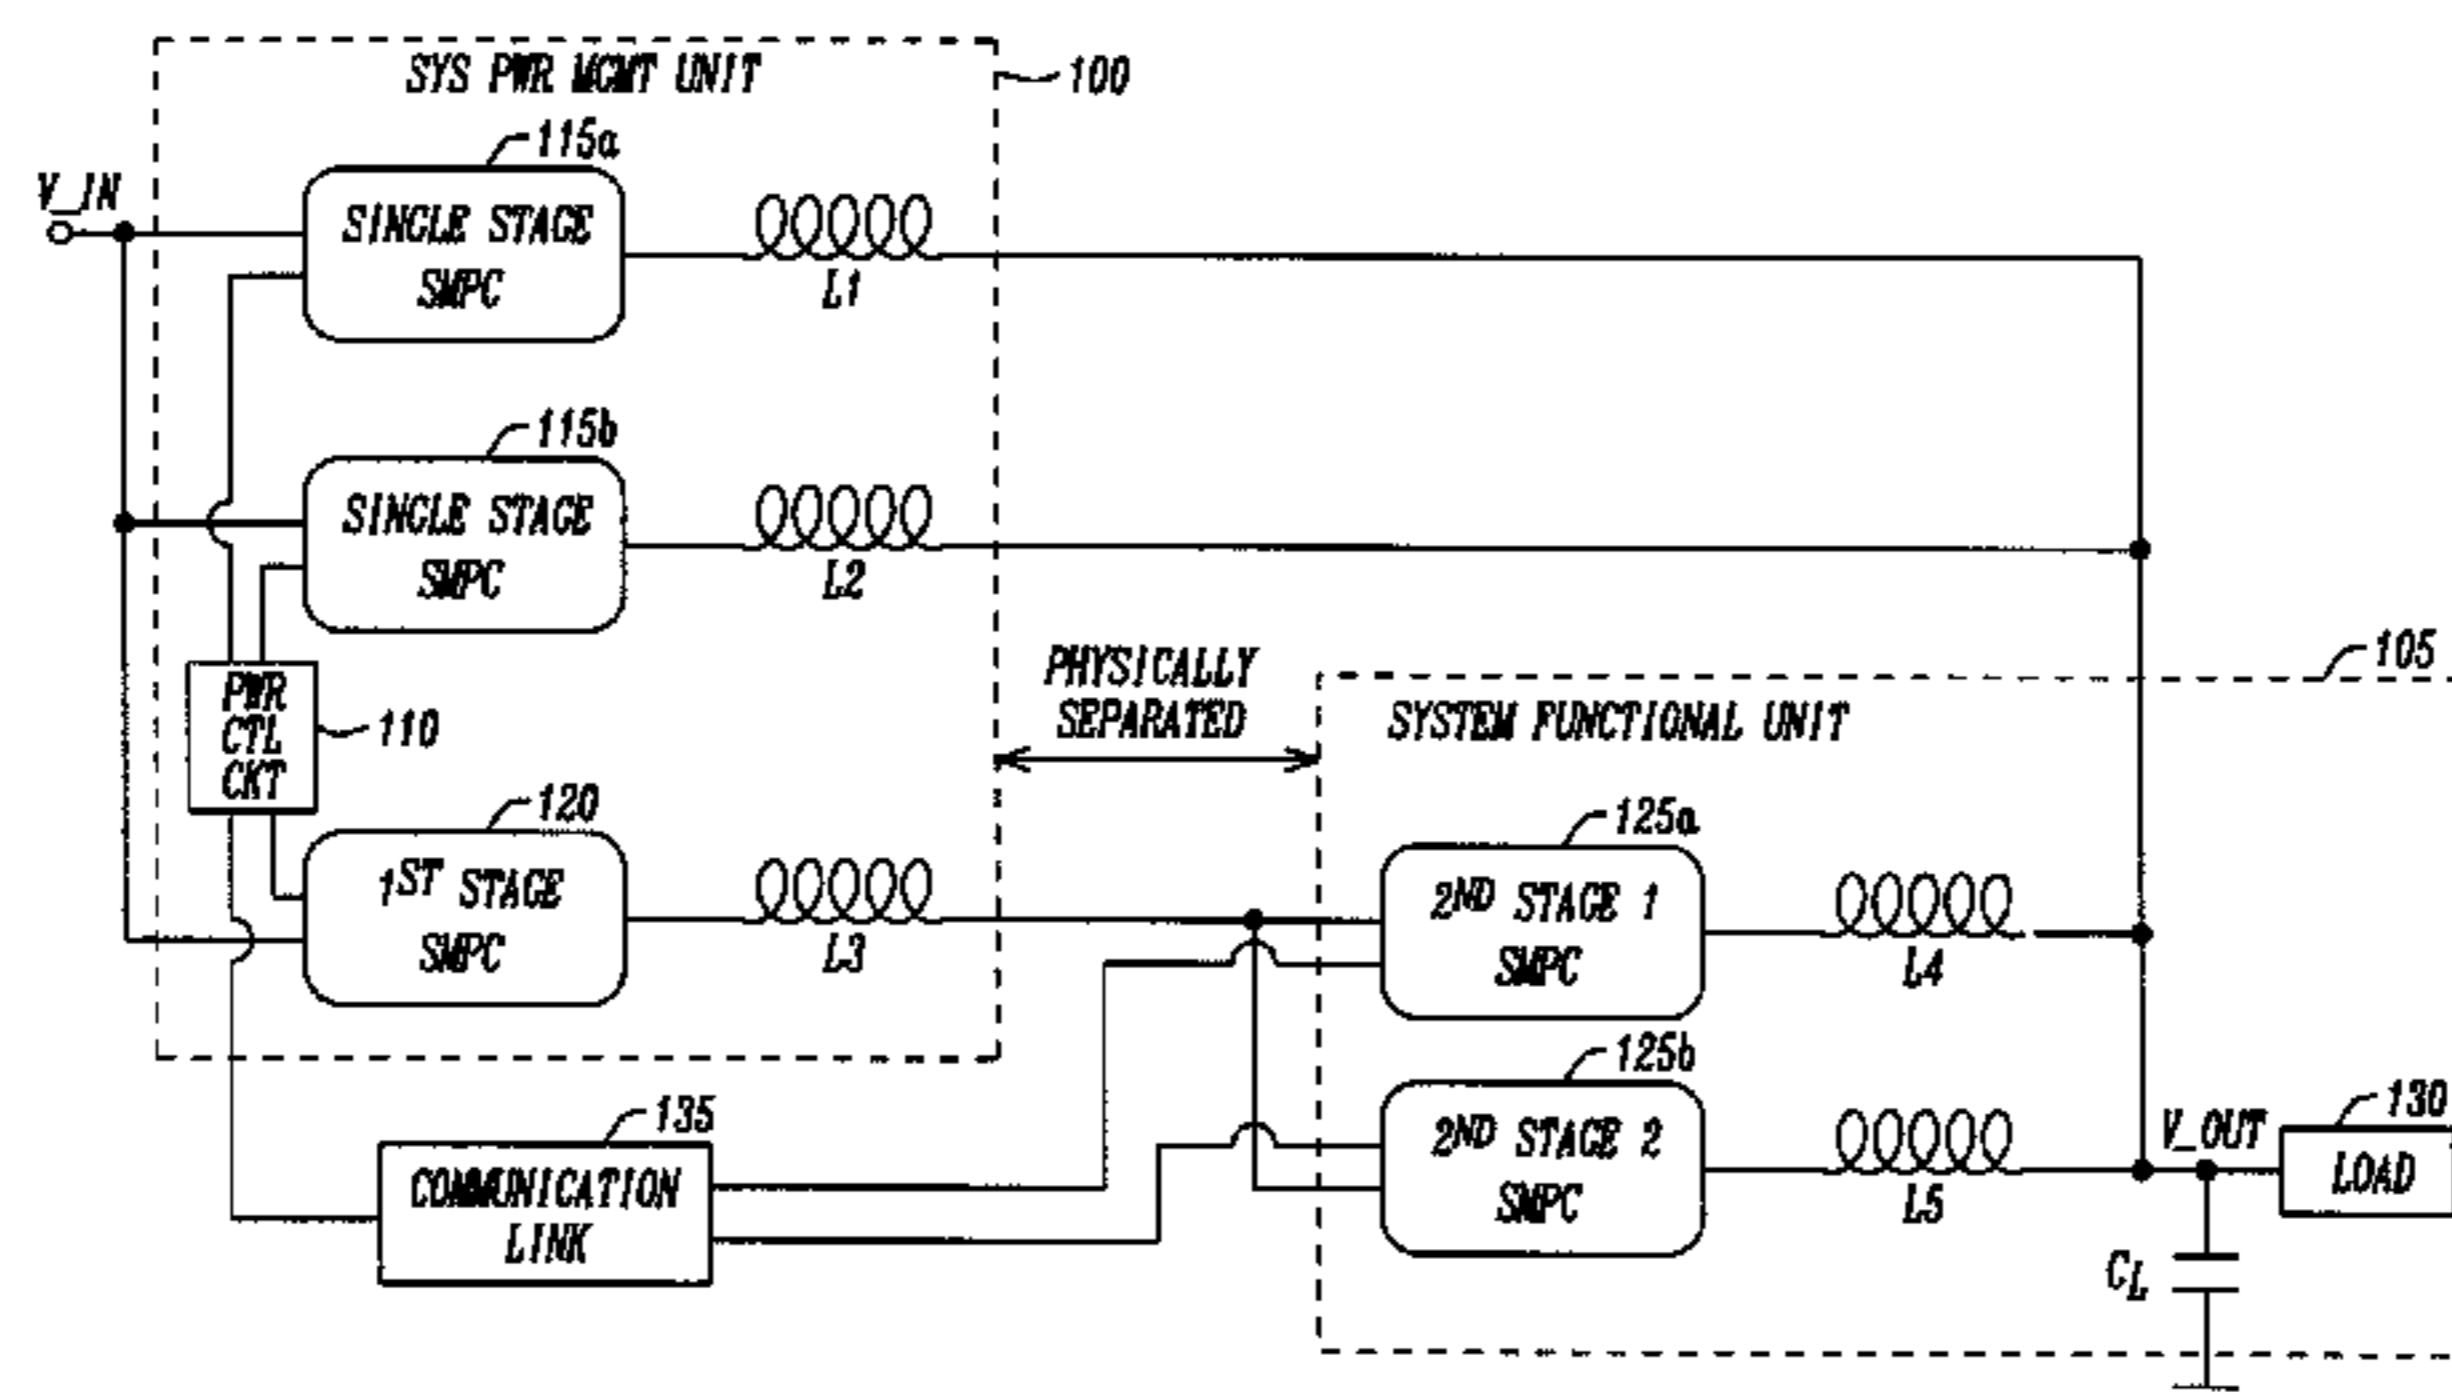 SYS PWR MGMT UNIT
100
115a
V_IN
SINGLE STAGE
SMPC
L1
115b
SINGLE STAGE
SMPC
L2
PHYSICALLY
SEPARATED
105
SYSTEM FUNCTIONAL UNIT
PWR
CTL
CKT
110
120
1ST STAGE
SMPC
L3
125a
2ND STAGE 1
SMPC
L4
125b
2ND STAGE 2
SMPC
L5
135
COMMUNICATION
LINK
V_OUT
130
LOAD
CL